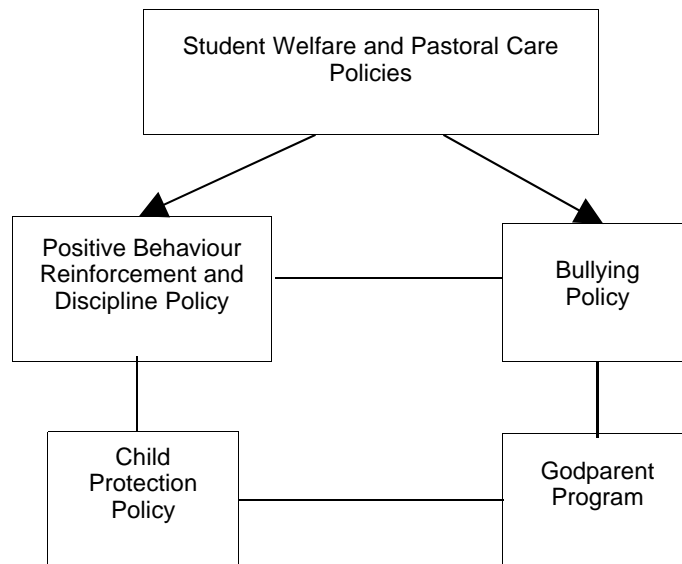 Student Welfare and Pastoral Care
Policies
Positive Behaviour
Reinforcement and
Discipline Policy
Bullying
Policy
Child
Protection
Policy
Godparent
Program